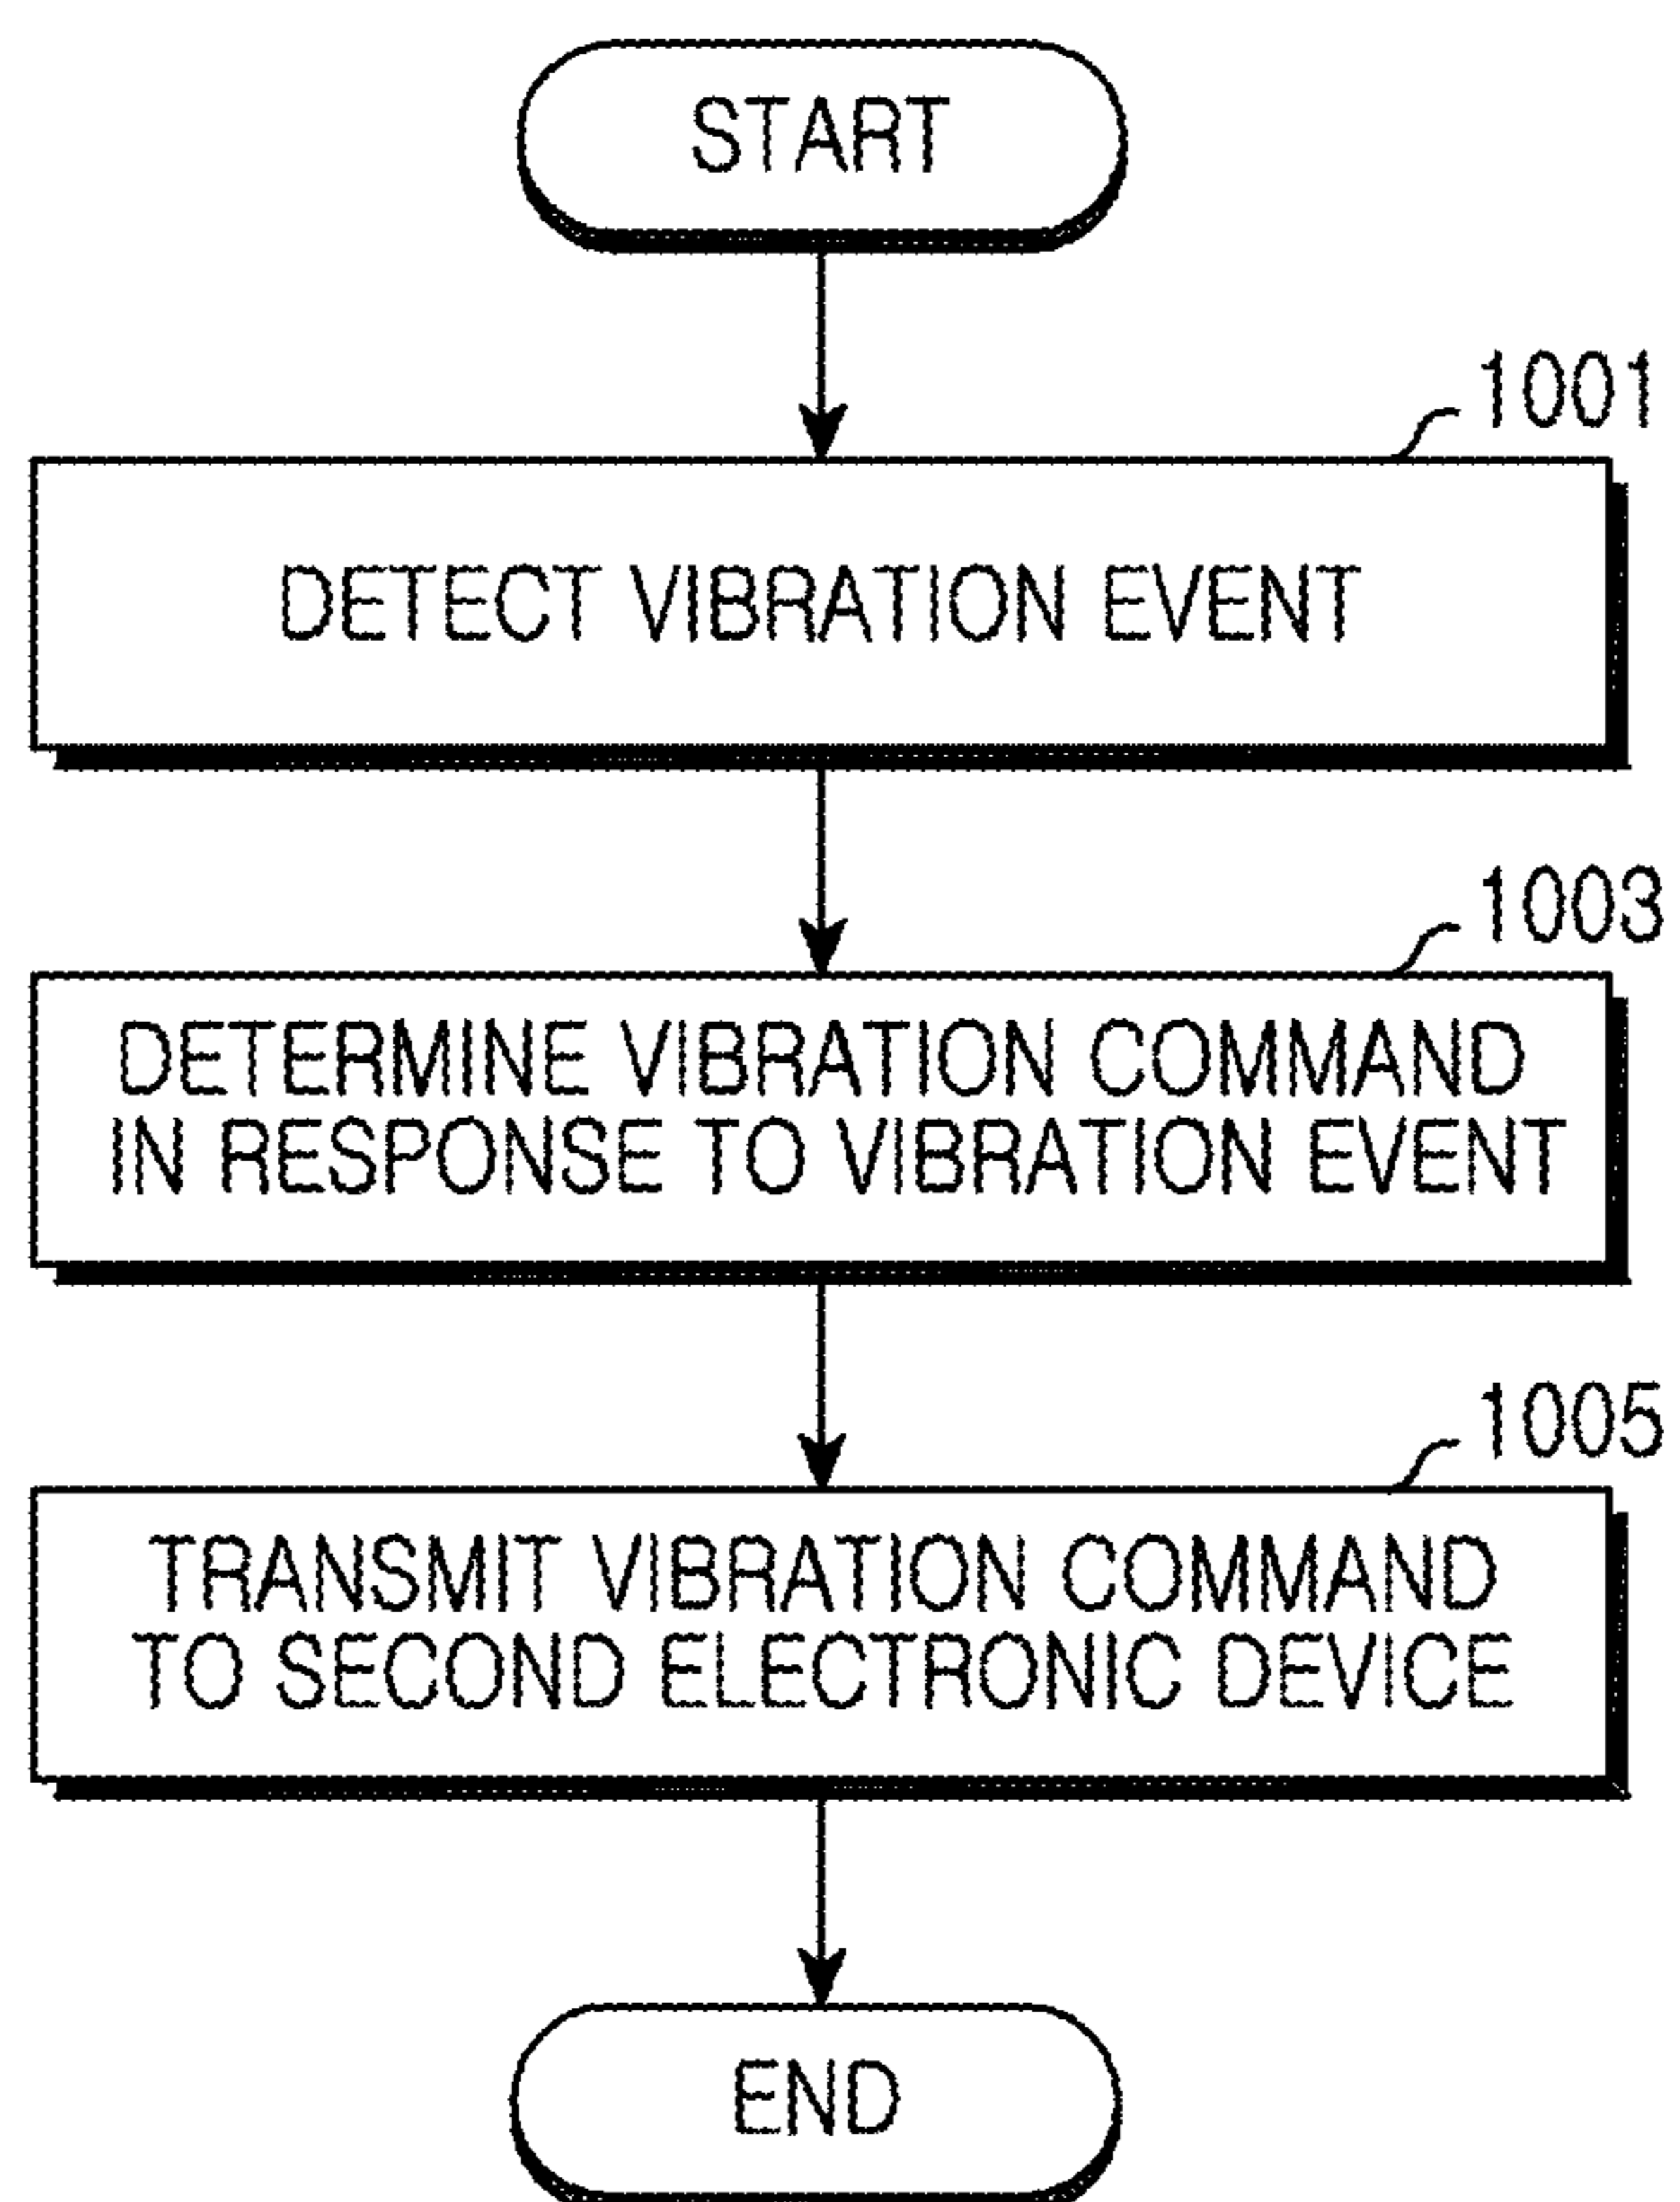 START
1001
DETECT VIBRATION EVENT
1003
DETERMINE VIBRATION COMMAND
IN RESPONSE TO VIBRATION EVENT
1005
TRANSMIT VIBRATION COMMAND
TO SECOND ELECTRONIC DEVICE
END